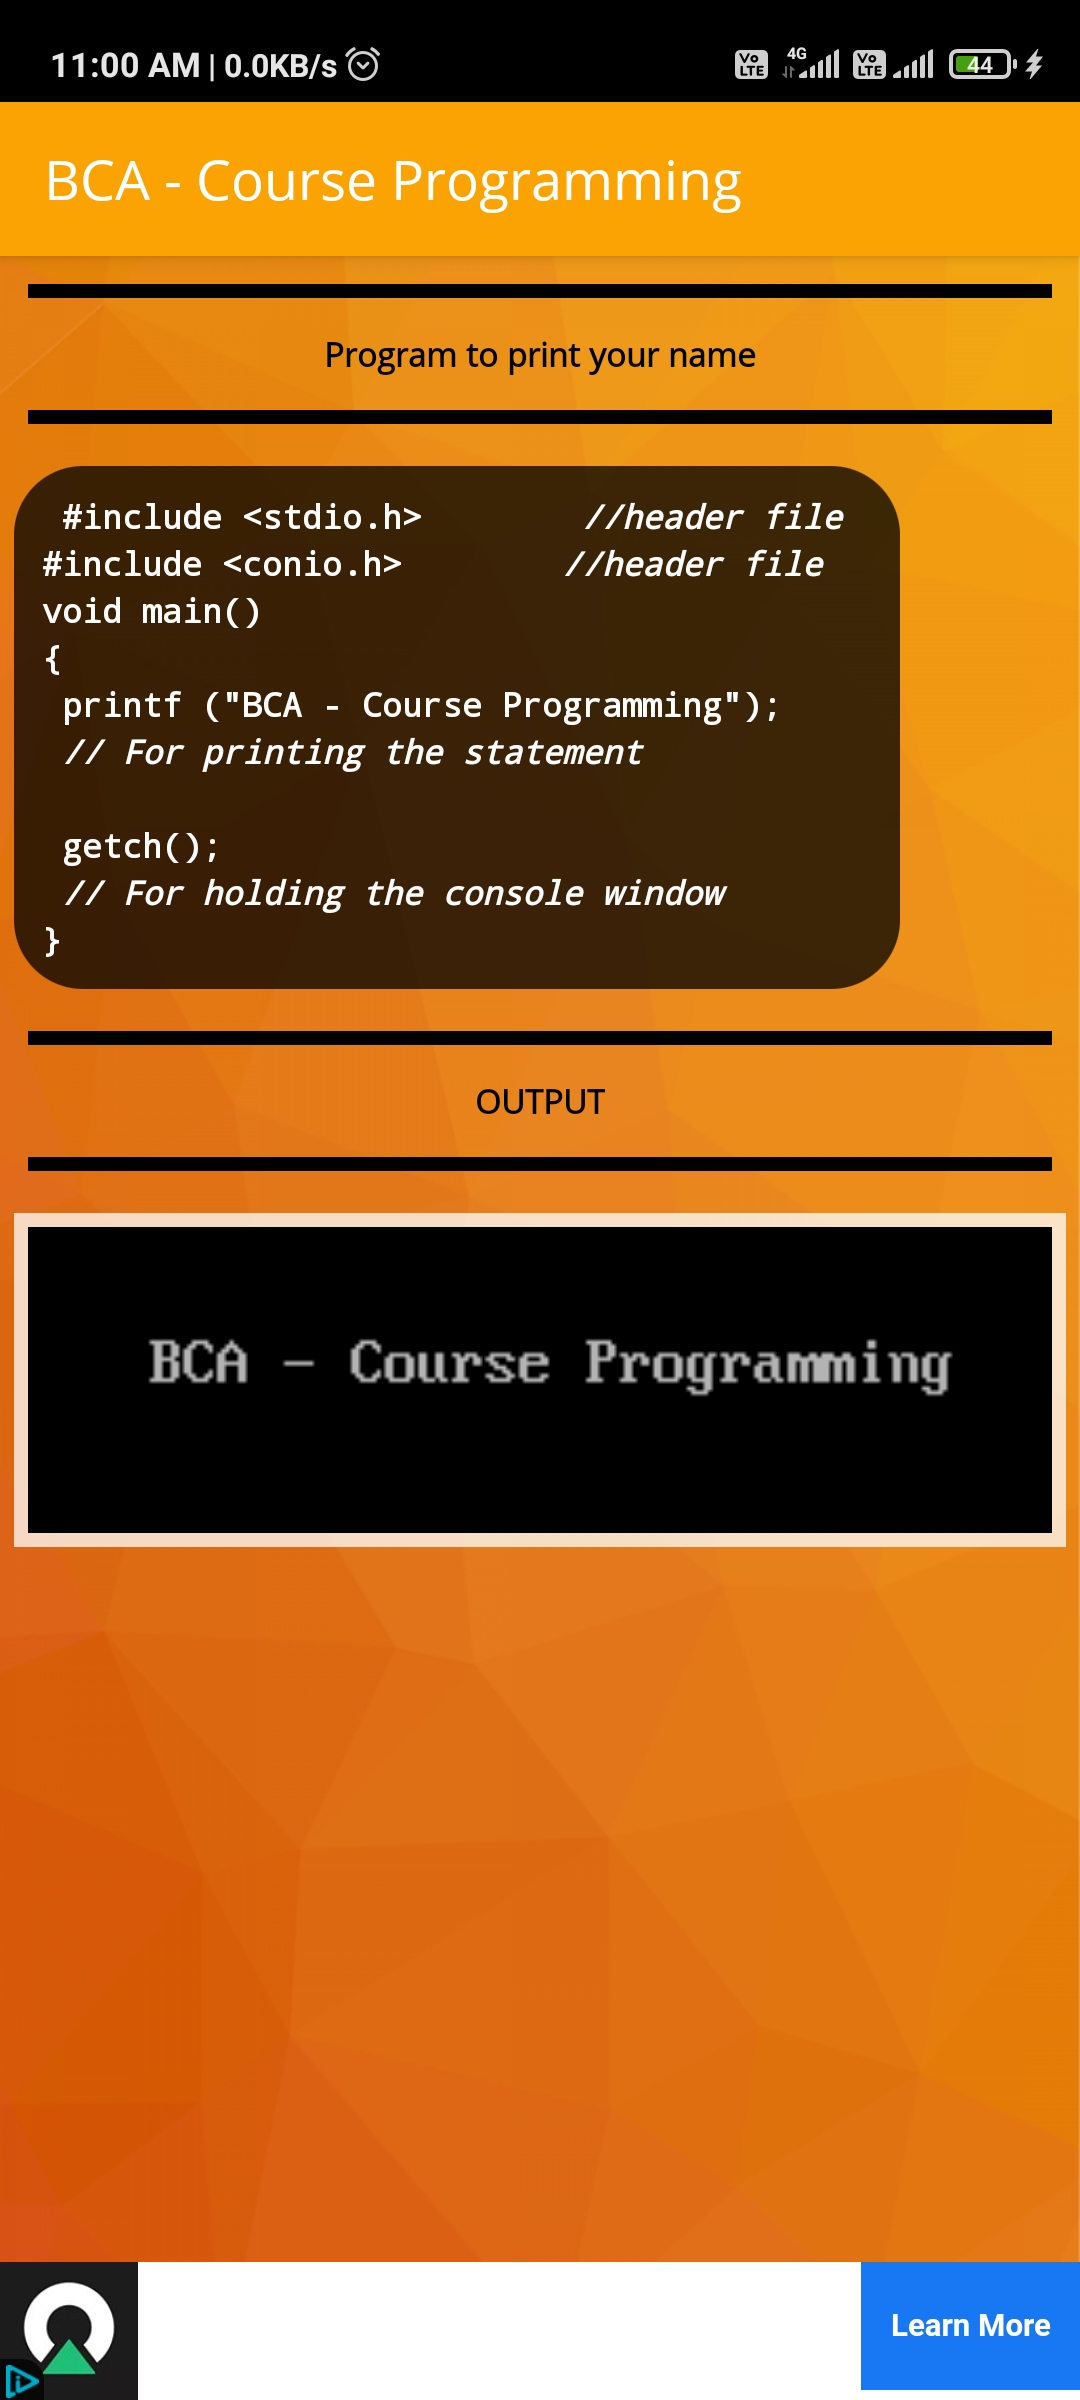 11:00 AM | 0.0KB/s Vo LTE 4G Vo LTE 44
BCA - Course Programming
Program to print your name
#include <stdio.h> //header file
#include <conio.h> //header file
void main()
{
printf ("BCA - Course Programming");
// For printing the statement
getch();
// For holding the console window
}
OUTPUT
BCA - Course Programming
Learn More